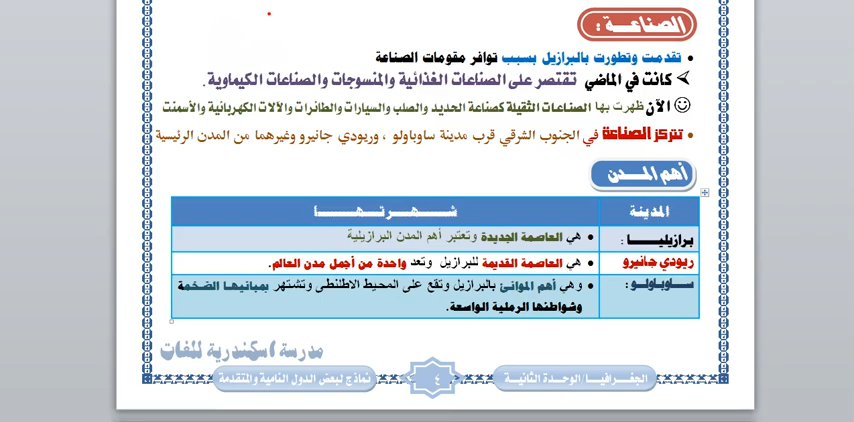 الصناعة :
• تقدمت وتطورت بالبرازيل بسبب توافر مقومات الصناعة
كانت في الماضي تقتصر على الصناعات الغذائية والمنسوجات والصناعات الكيماوية .
الآن ظهرت بها الصناعات الثقيلة كصناعة الحديد والصلب والسيارات والطائرات والآلات الكهربائية والأسمنت
• تتركز الصناعة في الجنوب الشرقي قرب مدينة ساوباولو ، وريودي جانيرو وغيرهما من المدن الرئيسية
أهم المدن
المدينة شهرتها
برازيليا : • هي العاصمة الجديدة وتعتبر أهم المدن البرازيلية
ريودي جانيرو • هي العاصمة القديمة للبرازيل وتعد واحدة من أجمل مدن العالم.
ساوباولو : • وهي أهم الموانئ بالبرازيل وتقع على المحيط الاطلنطى وتشتهر بمبانيها الضخمة
وشواطنها الرملية الواسعة.
مدرسة اسكندرية للغات
الجغرافيا/الوحدة الثانية ٤ نماذج لبعض الدول النامية والمتقدمة